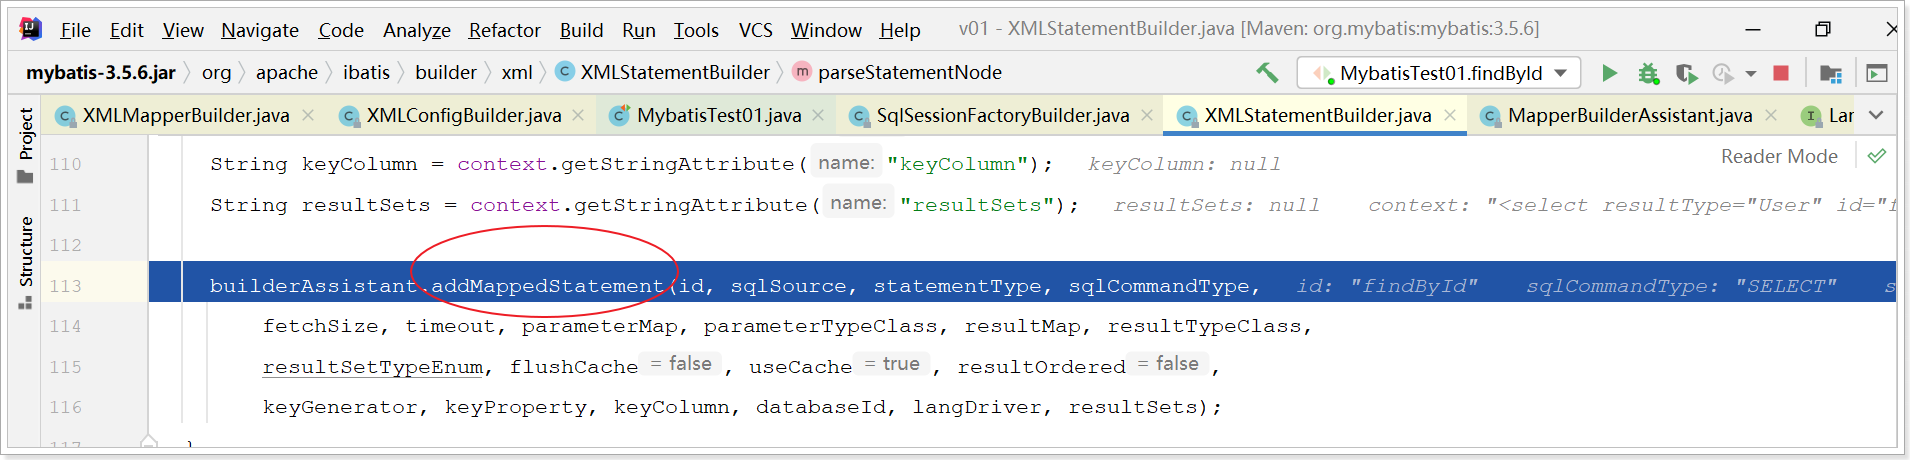 File Edit View Navigate Code Analyze Refactor Build Run Tools VCS Window Help v01 - XMLStatementBuilder.java [Maven: org.mybatis:mybatis:3.5.6]
mybatis-3.5.6.jar org apache ibatis builder xml XMLStatementBuilder parseStatementNode MybatisTest01.findById
XMLMapperBuilder.java XMLConfigBuilder.java MybatisTest01.java SqlSessionFactoryBuilder.java XMLStatementBuilder.java MapperBuilderAssistant.java Lar
Project
Structure
Reader Mode
110 String keyColumn = context.getStringAttribute( name: "keyColumn"); keyColumn: null
111 String resultSets = context.getStringAttribute( name: "resultSets"); resultSets: null context: "<select resultType="User" id="f
112
113 builderAssistant.addMappedStatement(id, sqlSource, statementType, sqlCommandType, id: "findById" sqlCommandType: "SELECT" s
114 fetchSize, timeout, parameterMap, parameterTypeClass, resultMap, resultTypeClass,
115 resultSetTypeEnum, flushCache = false , useCache = true , resultOrdered = false ,
116 keyGenerator, keyProperty, keyColumn, databaseId, langDriver, resultSets);
117 }